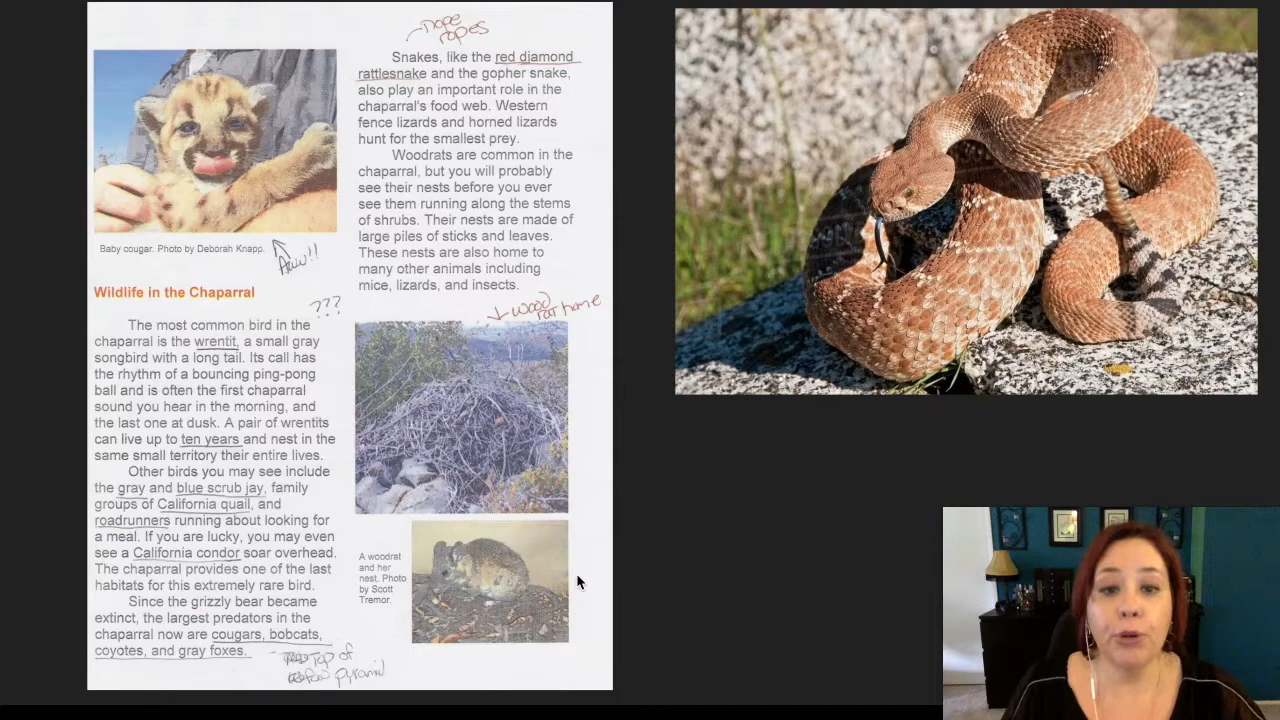 Baby cougar. Photo by Deborah Knapp.
Aww!!
Wildlife in the Chaparral
???
The most common bird in the
chaparral is the wrentit, a small gray
songbird with a long tail. Its call has
the rhythm of a bouncing ping-pong
ball and is often the first chaparral
sound you hear in the morning, and
the last one at dusk. A pair of wrentits
can live up to ten years and nest in the
same small territory their entire lives.
Other birds you may see include
the gray and blue scrub jay, family
groups of California quail, and
roadrunners running about looking for
a meal. If you are lucky, you may even
see a California condor soar overhead.
The chaparral provides one of the last
habitats for this extremely rare bird.
Since the grizzly bear became
extinct, the largest predators in the
chaparral now are cougars, bobcats,
coyotes, and gray foxes.
Top of
food pyramid
nope
ropes
Snakes, like the red diamond
rattlesnake and the gopher snake,
also play an important role in the
chaparral's food web. Western
fence lizards and horned lizards
hunt for the smallest prey.
Woodrats are common in the
chaparral, but you will probably
see their nests before you ever
see them running along the stems
of shrubs. Their nests are made of
large piles of sticks and leaves.
These nests are also home to
many other animals including
mice, lizards, and insects.
wood
rat home
A woodrat
and her
nest. Photo
by Scott
Tremor.